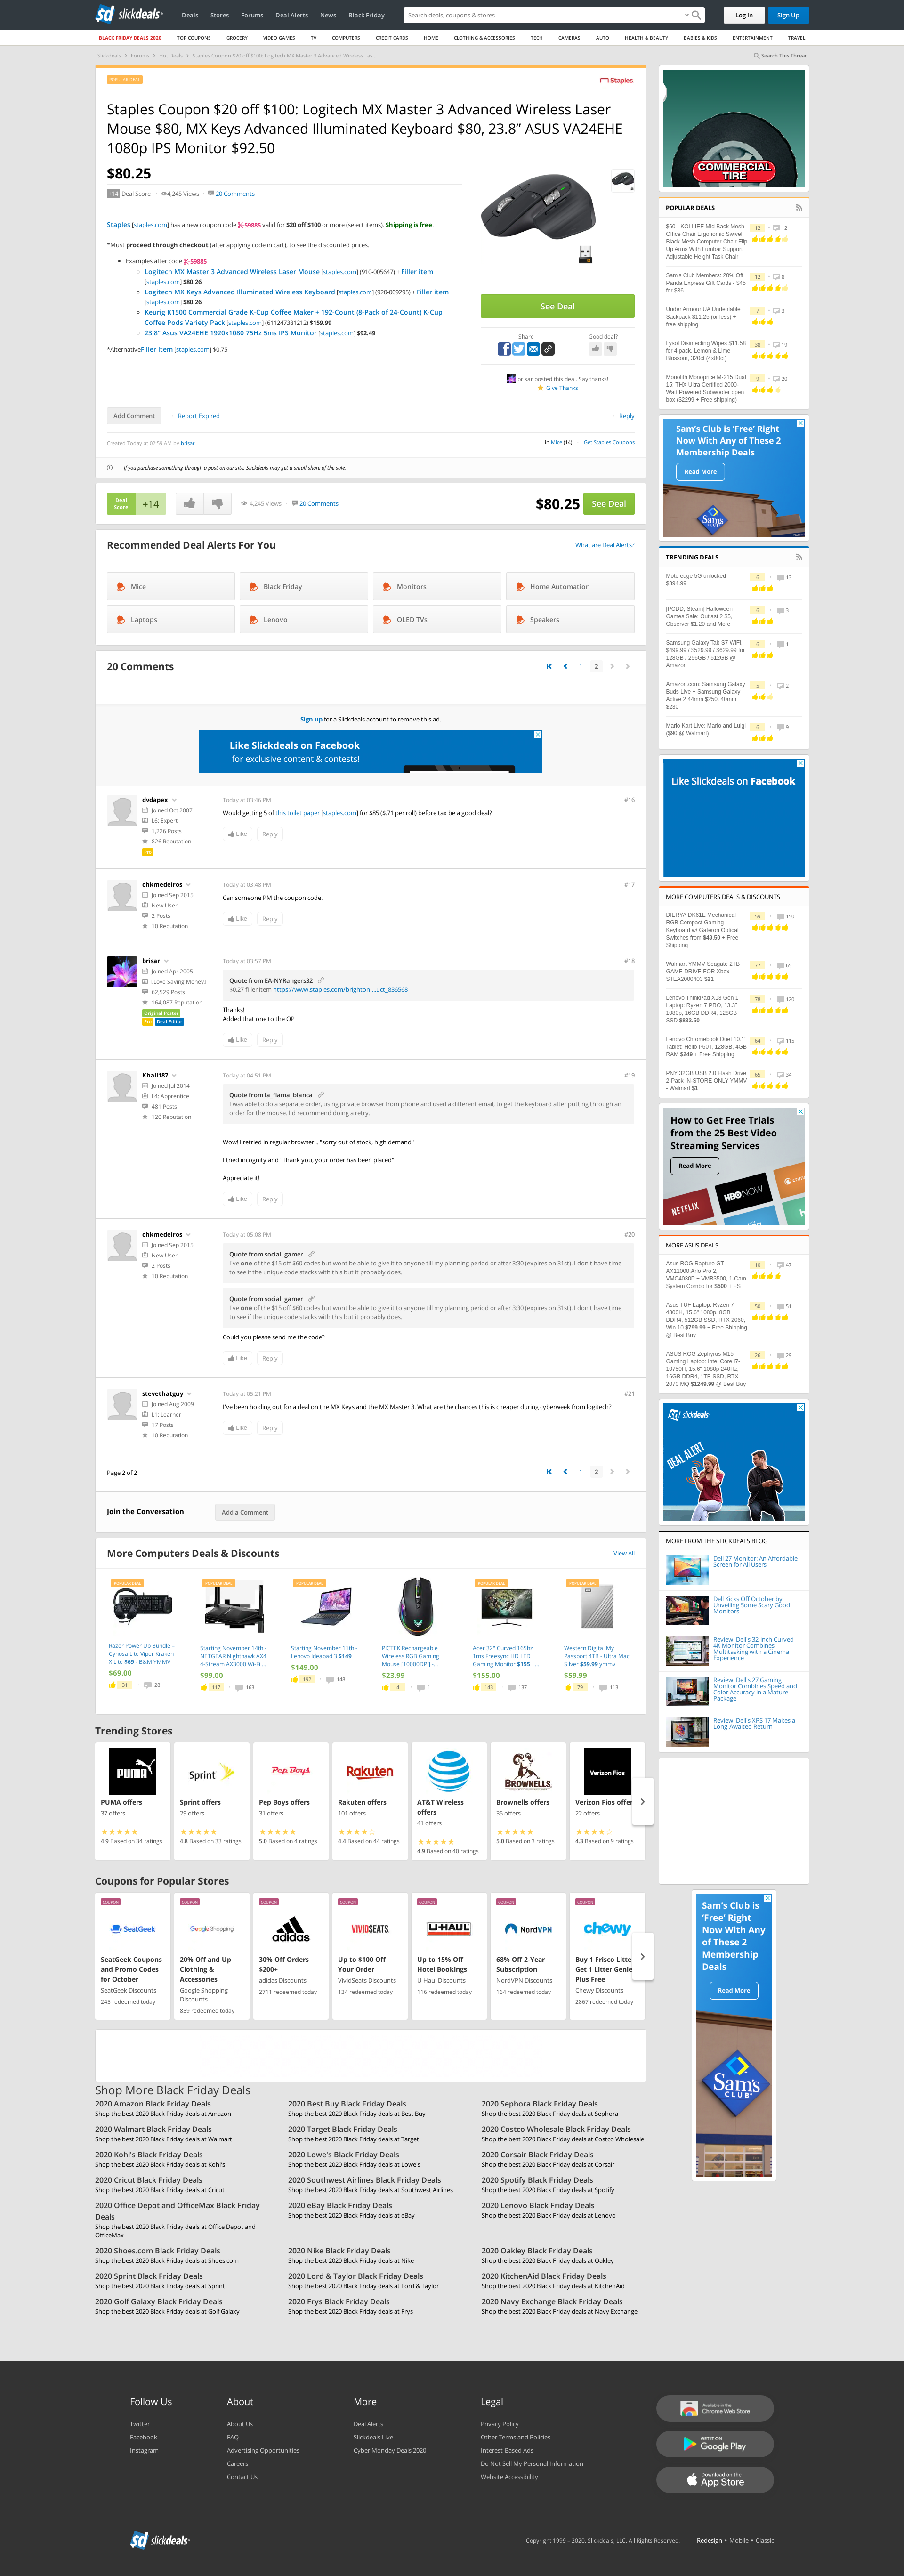 slickdeals
Deals
Stores
Forums
Deal Alerts
News
Black Friday
Search deals, coupons & stores
Log In
Sign Up
BLACK FRIDAY DEALS 2020
TOP COUPONS
GROCERY
VIDEO GAMES
TV
COMPUTERS
CREDIT CARDS
HOME
CLOTHING & ACCESSORIES
TECH
CAMERAS
AUTO
HEALTH & BEAUTY
BABIES & KIDS
ENTERTAINMENT
TRAVEL
Slickdeals > Forums > Hot Deals > Staples Coupon $20 off $100: Logitech MX Master 3 Advanced Wireless Las...
Search This Thread
POPULAR DEAL
Staples
Staples Coupon $20 off $100: Logitech MX Master 3 Advanced Wireless Laser
Mouse $80, MX Keys Advanced Illuminated Keyboard $80, 23.8” ASUS VA24EHE
1080p IPS Monitor $92.50
$80.25
+14 Deal Score
4,245 Views
20 Comments
Staples [staples.com] has a new coupon code 59885 valid for $20 off $100 or more (select items). Shipping is free.
*Must proceed through checkout (after applying code in cart), to see the discounted prices.
Examples after code 59885
Logitech MX Master 3 Advanced Wireless Laser Mouse [staples.com] (910-005647) + Filler item
[staples.com] $80.26
Logitech MX Keys Advanced Illuminated Wireless Keyboard [staples.com] (920-009295) + Filler item
[staples.com] $80.26
Keurig K1500 Commercial Grade K-Cup Coffee Maker + 192-Count (8-Pack of 24-Count) K-Cup
Coffee Pods Variety Pack [staples.com] (611247381212) $159.99
23.8" Asus VA24EHE 1920x1080 75Hz 5ms IPS Monitor [staples.com] $92.49
*AlternativeFiller item [staples.com] $0.75
See Deal
Share
Good deal?
brisar posted this deal. Say thanks!
Give Thanks
Add Comment
Report Expired
Reply
Created Today at 02:59 AM by brisar
in Mice (14)
Get Staples Coupons
If you purchase something through a post on our site, Slickdeals may get a small share of the sale.
Deal
Score
+14
4,245 Views
20 Comments
$80.25
See Deal
Recommended Deal Alerts For You
What are Deal Alerts?
Mice
Black Friday
Monitors
Home Automation
Laptops
Lenovo
OLED TVs
Speakers
20 Comments
1
2
Sign up for a Slickdeals account to remove this ad.
Like Slickdeals on Facebook
for exclusive content & contests!
dvdapex
Joined Oct 2007
L6: Expert
1,226 Posts
826 Reputation
Pro
Today at 03:46 PM
#16
Would getting 5 of this toilet paper [staples.com] for $85 ($.71 per roll) before tax be a good deal?
Like
Reply
chkmedeiros
Joined Sep 2015
New User
2 Posts
10 Reputation
Today at 03:48 PM
#17
Can someone PM the coupon code.
Like
Reply
brisar
Joined Apr 2005
!Love Saving Money!
62,529 Posts
164,087 Reputation
Original Poster
Pro
Deal Editor
Today at 03:57 PM
#18
Quote from EA-NYRangers32
$0.27 filler item https://www.staples.com/brighton-...uct_836568
Thanks!
Added that one to the OP
Like
Reply
Khall187
Joined Jul 2014
L4: Apprentice
481 Posts
120 Reputation
Today at 04:51 PM
#19
Quote from la_flama_blanca
I was able to do a separate order, using private browser from phone and used a different email, to get the keyboard after putting through an
order for the mouse. I'd recommend doing a retry.
Wow! I retried in regular browser... "sorry out of stock, high demand"
I tried incognito and "Thank you, your order has been placed".
Appreciate it!
Like
Reply
chkmedeiros
Joined Sep 2015
New User
2 Posts
10 Reputation
Today at 05:08 PM
#20
Quote from social_gamer
I've one of the $15 off $60 codes but wont be able to give it to anyone till my planning period or after 3:30 (expires on 31st). I don't have time
to see if the unique code stacks with this but it probably does.
Quote from social_gamer
I've one of the $15 off $60 codes but wont be able to give it to anyone till my planning period or after 3:30 (expires on 31st). I don't have time
to see if the unique code stacks with this but it probably does.
Could you please send me the code?
Like
Reply
stevethatguy
Joined Aug 2009
L1: Learner
17 Posts
10 Reputation
Today at 05:21 PM
#21
I've been holding out for a deal on the MX Keys and the MX Master 3. What are the chances this is cheaper during cyberweek from logitech?
Like
Reply
Page 2 of 2
1
2
Join the Conversation
Add a Comment
More Computers Deals & Discounts
View All
POPULAR DEAL
Razer Power Up Bundle –
Cynosa Lite Viper Kraken
X Lite $69 - B&M YMMV
$69.00
31
28
POPULAR DEAL
Starting November 14th -
NETGEAR Nighthawk AX4
4-Stream AX3000 Wi-Fi ...
$99.00
117
163
POPULAR DEAL
Starting November 11th -
Lenovo Ideapad 3 $149
$149.00
192
148
PICTEK Rechargeable
Wireless RGB Gaming
Mouse [10000DPI] -...
$23.99
4
1
POPULAR DEAL
Acer 32" Curved 165hz
1ms Freesync HD LED
Gaming Monitor $155 |...
$155.00
143
137
POPULAR DEAL
Western Digital My
Passport 4TB - Ultra Mac
Silver $59.99 ymmv
$59.99
79
113
Trending Stores
PUMA
PUMA offers
37 offers
4.9 Based on 34 ratings
Sprint
Sprint offers
29 offers
4.8 Based on 33 ratings
Pep Boys
Pep Boys offers
31 offers
5.0 Based on 4 ratings
Rakuten
Rakuten offers
101 offers
4.4 Based on 44 ratings
AT&T Wireless
offers
41 offers
4.9 Based on 40 ratings
BROWNELLS
Brownells offers
35 offers
5.0 Based on 3 ratings
Verizon Fios
Verizon Fios offer
22 offers
4.3 Based on 9 ratings
Coupons for Popular Stores
COUPON
SeatGeek
SeatGeek Coupons
and Promo Codes
for October
SeatGeek Discounts
245 redeemed today
COUPON
Google Shopping
20% Off and Up
Clothing &
Accessories
Google Shopping
Discounts
859 redeemed today
COUPON
adidas
30% Off Orders
$200+
adidas Discounts
2711 redeemed today
COUPON
VIVIDSEATS
Up to $100 Off
Your Order
VividSeats Discounts
134 redeemed today
COUPON
U-HAUL
Up to 15% Off
Hotel Bookings
U-Haul Discounts
116 redeemed today
COUPON
NordVPN
68% Off 2-Year
Subscription
NordVPN Discounts
164 redeemed today
COUPON
chewy
Buy 1 Frisco Litter
Get 1 Litter Genie
Plus Free
Chewy Discounts
2867 redeemed today
Shop More Black Friday Deals
2020 Amazon Black Friday Deals
Shop the best 2020 Black Friday deals at Amazon
2020 Best Buy Black Friday Deals
Shop the best 2020 Black Friday deals at Best Buy
2020 Sephora Black Friday Deals
Shop the best 2020 Black Friday deals at Sephora
2020 Walmart Black Friday Deals
Shop the best 2020 Black Friday deals at Walmart
2020 Target Black Friday Deals
Shop the best 2020 Black Friday deals at Target
2020 Costco Wholesale Black Friday Deals
Shop the best 2020 Black Friday deals at Costco Wholesale
2020 Kohl's Black Friday Deals
Shop the best 2020 Black Friday deals at Kohl's
2020 Lowe's Black Friday Deals
Shop the best 2020 Black Friday deals at Lowe's
2020 Corsair Black Friday Deals
Shop the best 2020 Black Friday deals at Corsair
2020 Cricut Black Friday Deals
Shop the best 2020 Black Friday deals at Cricut
2020 Southwest Airlines Black Friday Deals
Shop the best 2020 Black Friday deals at Southwest Airlines
2020 Spotify Black Friday Deals
Shop the best 2020 Black Friday deals at Spotify
2020 Office Depot and OfficeMax Black Friday
Deals
Shop the best 2020 Black Friday deals at Office Depot and
OfficeMax
2020 eBay Black Friday Deals
Shop the best 2020 Black Friday deals at eBay
2020 Lenovo Black Friday Deals
Shop the best 2020 Black Friday deals at Lenovo
2020 Shoes.com Black Friday Deals
Shop the best 2020 Black Friday deals at Shoes.com
2020 Nike Black Friday Deals
Shop the best 2020 Black Friday deals at Nike
2020 Oakley Black Friday Deals
Shop the best 2020 Black Friday deals at Oakley
2020 Sprint Black Friday Deals
Shop the best 2020 Black Friday deals at Sprint
2020 Lord & Taylor Black Friday Deals
Shop the best 2020 Black Friday deals at Lord & Taylor
2020 KitchenAid Black Friday Deals
Shop the best 2020 Black Friday deals at KitchenAid
2020 Golf Galaxy Black Friday Deals
Shop the best 2020 Black Friday deals at Golf Galaxy
2020 Frys Black Friday Deals
Shop the best 2020 Black Friday deals at Frys
2020 Navy Exchange Black Friday Deals
Shop the best 2020 Black Friday deals at Navy Exchange
COMMERCIAL
TIRE
POPULAR DEALS
$60 - KOLLIEE Mid Back Mesh
Office Chair Ergonomic Swivel
Black Mesh Computer Chair Flip
Up Arms With Lumbar Support
Adjustable Height Task Chair
12
12
Sam's Club Members: 20% Off
Panda Express Gift Cards - $45
for $36
12
8
Under Armour UA Undeniable
Sackpack $11.25 (or less) +
free shipping
7
3
Lysol Disinfecting Wipes $11.58
for 4 pack. Lemon & Lime
Blossom, 320ct (4x80ct)
38
19
Monolith Monoprice M-215 Dual
15; THX Ultra Certified 2000-
Watt Powered Subwoofer open
box ($2299 + Free shipping)
9
20
Sam’s Club is ‘Free’ Right
Now With Any of These 2
Membership Deals
Read More
Sam's
CLUB
TRENDING DEALS
Moto edge 5G unlocked
$394.99
6
13
[PCDD, Steam] Halloween
Games Sale: Outlast 2 $5,
Observer $1.20 and More
6
3
Samsung Galaxy Tab S7 WiFi,
$499.99 / $529.99 / $629.99 for
128GB / 256GB / 512GB @
Amazon
6
1
Amazon.com: Samsung Galaxy
Buds Live + Samsung Galaxy
Active 2 44mm $250. 40mm
$230
5
2
Mario Kart Live: Mario and Luigi
($90 @ Walmart)
6
9
Like Slickdeals on Facebook
MORE COMPUTERS DEALS & DISCOUNTS
DIERYA DK61E Mechanical
RGB Compact Gaming
Keyboard w/ Gateron Optical
Switches from $49.50 + Free
Shipping
59
150
Walmart YMMV Seagate 2TB
GAME DRIVE FOR Xbox -
STEA2000403 $21
77
65
Lenovo ThinkPad X13 Gen 1
Laptop: Ryzen 7 PRO, 13.3"
1080p, 16GB DDR4, 128GB
SSD $833.50
76
120
Lenovo Chromebook Duet 10.1"
Tablet: Helio P60T, 128GB, 4GB
RAM $249 + Free Shipping
64
115
PNY 32GB USB 2.0 Flash Drive
2-Pack IN-STORE ONLY YMMV
- Walmart $1
65
34
How to Get Free Trials
from the 25 Best Video
Streaming Services
Read More
NETFLIX
HBO NOW
MORE ASUS DEALS
Asus ROG Rapture GT-
AX11000,Arlo Pro 2,
VMC4030P + VMB3500, 1-Cam
System Combo for $500 + FS
10
47
Asus TUF Laptop: Ryzen 7
4800H, 15.6" 1080p, 8GB
DDR4, 512GB SSD, RTX 2060,
Win 10 $799.99 + Free Shipping
@ Best Buy
50
51
ASUS ROG Zephyrus M15
Gaming Laptop: Intel Core i7-
10750H, 15.6" 1080p 240Hz,
16GB DDR4, 1TB SSD, RTX
2070 MQ $1249.99 @ Best Buy
26
29
slickdeals
DEAL ALERT
MORE FROM THE SLICKDEALS BLOG
Dell 27 Monitor: An Affordable
Screen for All Users
Dell Kicks Off October by
Unveiling Some Scary Good
Monitors
Review: Dell's 32-inch Curved
4K Monitor Combines
Multitasking with a Cinema
Experience
Review: Dell's 27 Gaming
Monitor Combines Speed and
Color Accuracy in a Mature
Package
Review: Dell's XPS 17 Makes a
Long-Awaited Return
Sam’s Club is
‘Free’ Right
Now With Any
of These 2
Membership
Deals
Read More
Sam's
CLUB
Follow Us
Twitter
Facebook
Instagram
About
About Us
FAQ
Advertising Opportunities
Careers
Contact Us
More
Deal Alerts
Slickdeals Live
Cyber Monday Deals 2020
Legal
Privacy Policy
Other Terms and Policies
Interest-Based Ads
Do Not Sell My Personal Information
Website Accessibility
Available in the
Chrome Web Store
GET IT ON
Google Play
Download on the
App Store
slickdeals
Copyright 1999 – 2020. Slickdeals, LLC. All Rights Reserved.
Redesign • Mobile • Classic